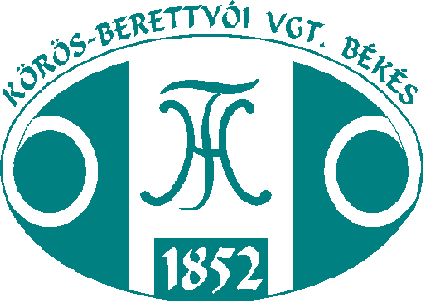 KÖRÖS-BERETTYÓI VGT. BÉKÉS
1852